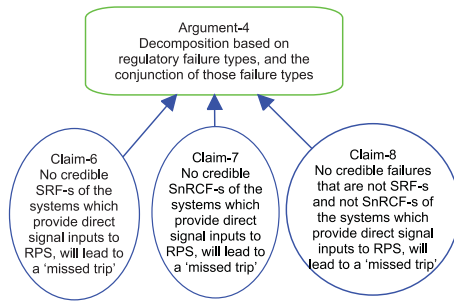 Argument-4
Decomposition based on
regulatory failure types, and the
conjunction of those failure types
Claim-6
No credible
SRF-s of the
systems which
provide direct
signal inputs to
RPS, will lead to
a ‘missed trip’
Claim-7
No credible
SnRCF-s of the
systems which
provide direct
signal inputs to
RPS, will lead to
a ‘missed trip’
Claim-8
No credible failures
that are not SRF-s
and not SnRCF-s of
the systems which
provide direct signal
inputs to RPS, will
lead to a ‘missed trip’